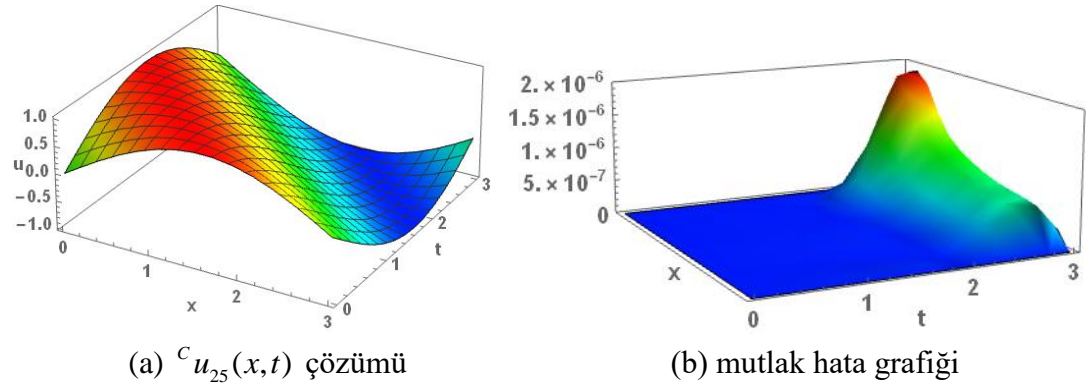 1.0
0.5
u 0.0
−0.5
−1.0
0
1
x
2
3
0
1
t
2
3
2. × 10⁻⁶
1.5 × 10⁻⁶
1. × 10⁻⁶
5. × 10⁻⁷
0
x
0
1
t
2
3
(a) ᶜu₂₅(x,t) çözümü
(b) mutlak hata grafiği